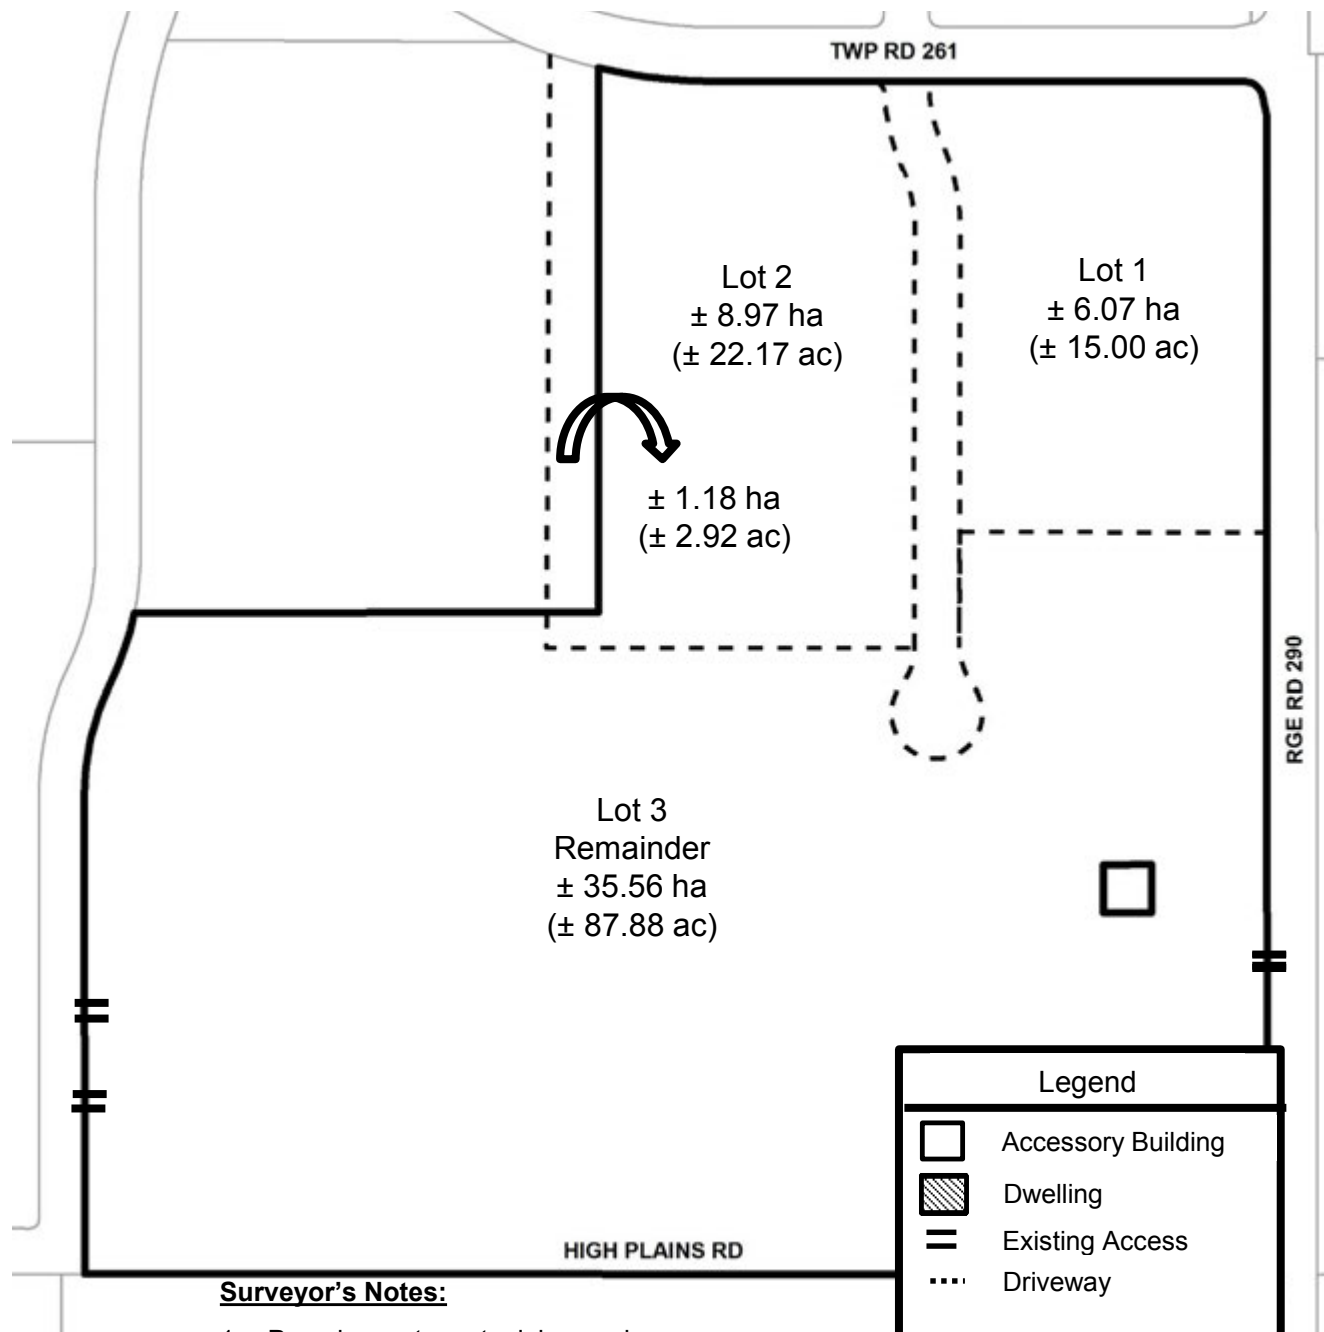 TWP RD 261
Lot 2
± 8.97 ha
(± 22.17 ac)
Lot 1
± 6.07 ha
(± 15.00 ac)
± 1.18 ha
(± 2.92 ac)
RGE RD 290
Lot 3
Remainder
± 35.56 ha
(± 87.88 ac)
Legend
Accessory Building
Dwelling
Existing Access
Driveway
HIGH PLAINS RD
Surveyor's Notes: